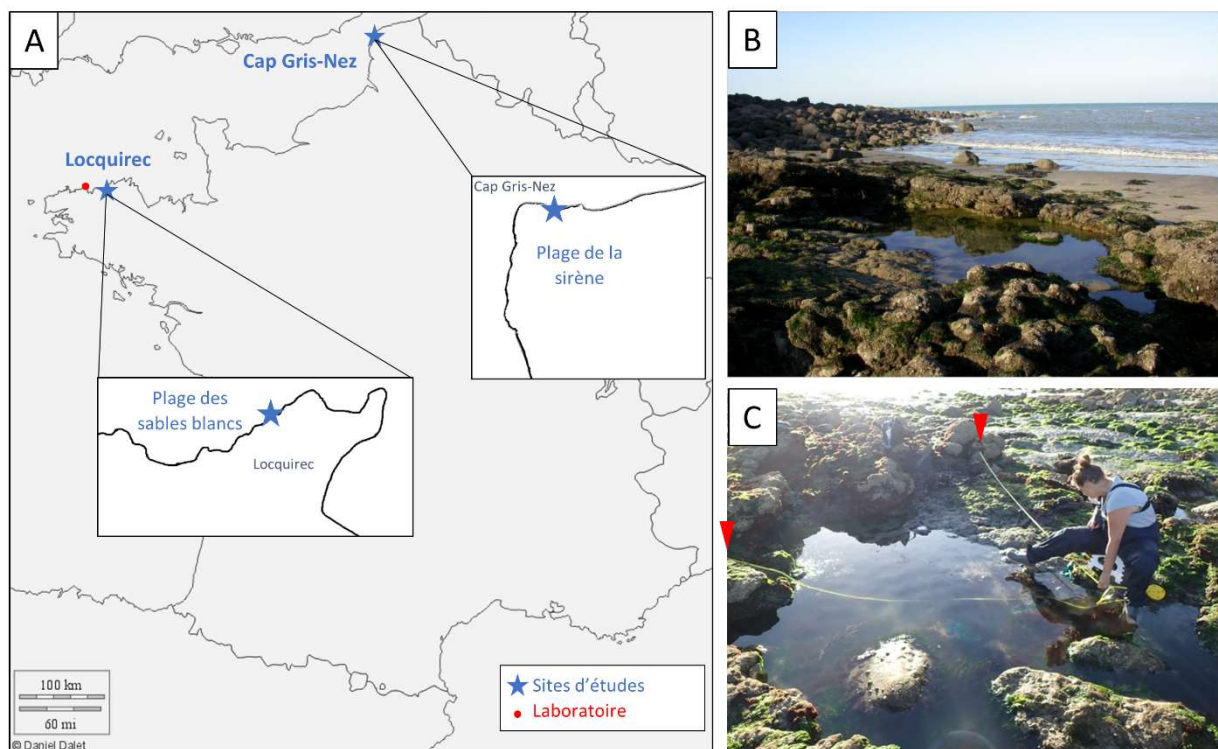 A
Cap Gris-Nez
Locquirec
Cap Gris-Nez
Plage de la
sirène
Plage des
sables blancs
Locquirec
100 km
60 mi
© Daniel Dalet
Sites d'études
Laboratoire
B
C